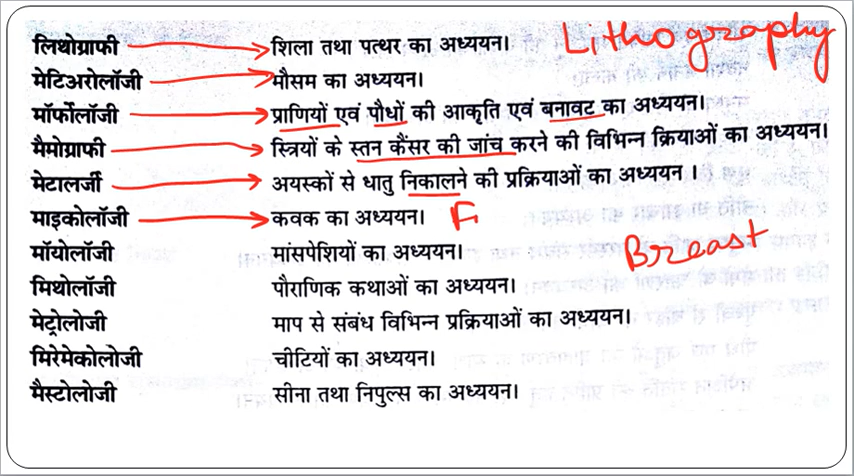 लिथोग्राफी शिला तथा पत्थर का अध्ययन। Lithography
मेटिअरोलॉजी मौसम का अध्ययन।
मॉर्फोलॉजी प्राणियों एवं पौधों की आकृति एवं बनावट का अध्ययन।
मैमोग्राफी स्त्रियों के स्तन कैंसर की जांच करने की विभिन्न क्रियाओं का अध्ययन।
मेटालर्जी अयस्कों से धातु निकालने की प्रक्रियाओं का अध्ययन ।
माइकोलॉजी कवक का अध्ययन। F
मॉयोलॉजी मांसपेशियों का अध्ययन। Breast
मिथोलॉजी पौराणिक कथाओं का अध्ययन।
मेट्रोलोजी माप से संबंध विभिन्न प्रक्रियाओं का अध्ययन।
मिरेमेकोलोजी चीटियों का अध्ययन।
मैस्टोलोजी सीना तथा निपुल्स का अध्ययन।